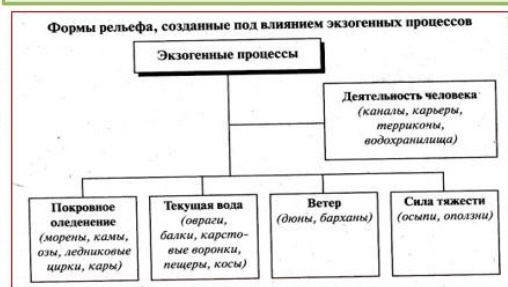 Формы рельефа, созданные под влиянием экзогенных процессов
Экзогенные процессы
Деятельность человека
(каналы, карьеры,
терриконы,
водохранилища)
Покровное
оледенение
(морены, камы,
озы, ледниковые
цирки, кары)
Текущая вода
(овраги,
балки, карсто-
вые воронки,
пещеры, косы)
Ветер
(дюны, барханы)
Сила тяжести
(осыпи, оползни)